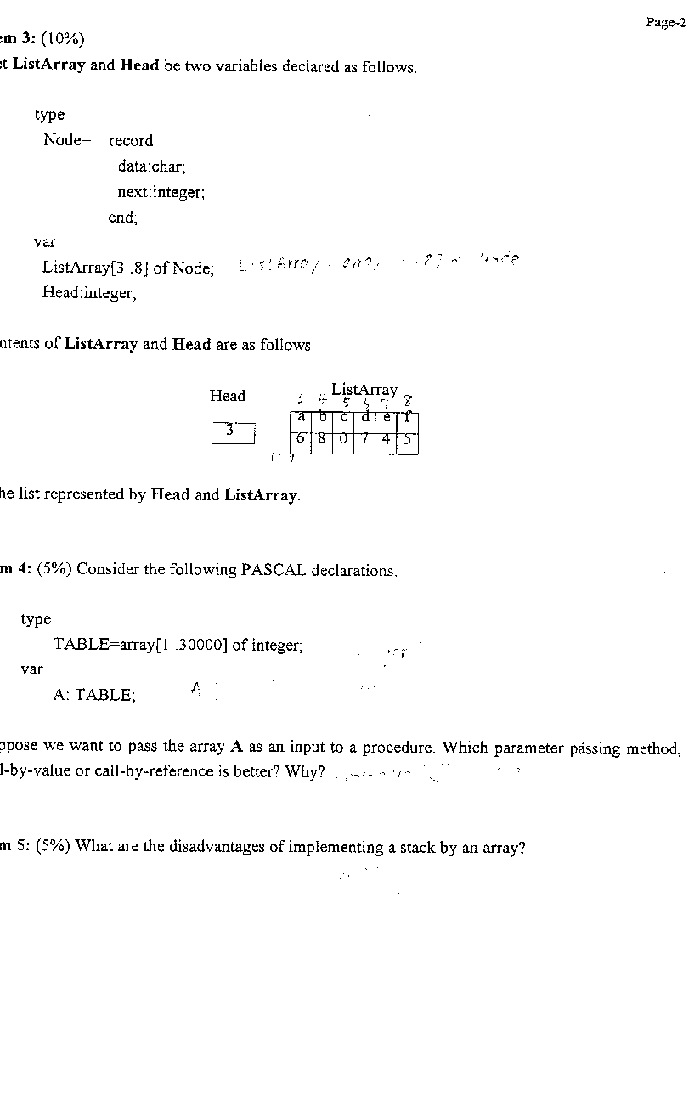 Page-2
em 3: (10%)
et ListArray and Head be two variables declared as follows.
type
Node= record
data:char;
next:integer;
end;
var
ListArray[3 .8] of Node; ListArray Node
Head:integer;
ntents of ListArray and Head are as follows
Head ListArray
3 4 5 6 7 8
a b c d e f
3 6 8 0 7 4 5
he list represented by Head and ListArray.
m 4: (5%) Consider the following PASCAL declarations.
type
TABLE=array[1 .30000] of integer;
var
A: TABLE; A
ppose we want to pass the array A as an input to a procedure. Which parameter passing method,
l-by-value or call-by-reference is better? Why?
m 5: (5%) What are the disadvantages of implementing a stack by an array?